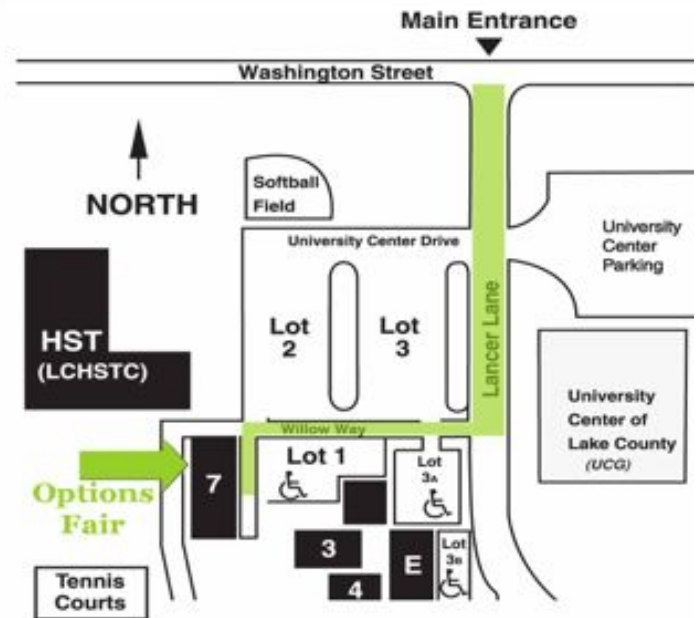 Main Entrance
Washington Street
NORTH
Softball
Field
University Center Drive
University
Center
Parking
HST
(LCHSTC)
Lot
2
Lot
3
Lancer Lane
University
Center of
Lake County
(UCG)
Willow Way
Options
Fair
7
Lot 1
Lot
3A
3
4
E
Lot
3B
Tennis
Courts